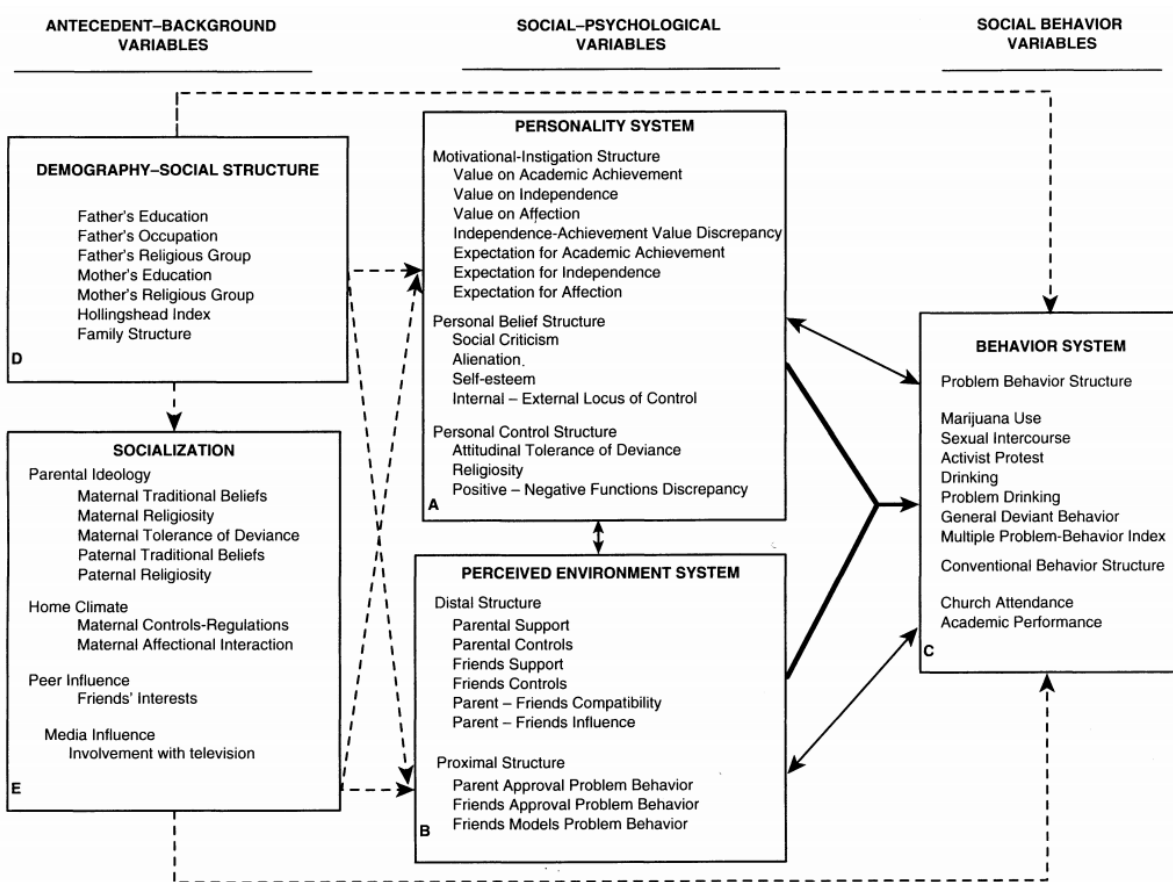 ANTECEDENT–BACKGROUND
VARIABLES
SOCIAL–PSYCHOLOGICAL
VARIABLES
SOCIAL BEHAVIOR
VARIABLES
DEMOGRAPHY–SOCIAL STRUCTURE
Father's Education
Father's Occupation
Father's Religious Group
Mother's Education
Mother's Religious Group
Hollingshead Index
Family Structure
D
SOCIALIZATION
Parental Ideology
Maternal Traditional Beliefs
Maternal Religiosity
Maternal Tolerance of Deviance
Paternal Traditional Beliefs
Paternal Religiosity
Home Climate
Maternal Controls-Regulations
Maternal Affectional Interaction
Peer Influence
Friends' Interests
Media Influence
Involvement with television
E
PERSONALITY SYSTEM
Motivational-Instigation Structure
Value on Academic Achievement
Value on Independence
Value on Affection
Independence-Achievement Value Discrepancy
Expectation for Academic Achievement
Expectation for Independence
Expectation for Affection
Personal Belief Structure
Social Criticism
Alienation
Self-esteem
Internal – External Locus of Control
Personal Control Structure
Attitudinal Tolerance of Deviance
Religiosity
Positive – Negative Functions Discrepancy
A
PERCEIVED ENVIRONMENT SYSTEM
Distal Structure
Parental Support
Parental Controls
Friends Support
Friends Controls
Parent – Friends Compatibility
Parent – Friends Influence
Proximal Structure
Parent Approval Problem Behavior
Friends Approval Problem Behavior
Friends Models Problem Behavior
B
BEHAVIOR SYSTEM
Problem Behavior Structure
Marijuana Use
Sexual Intercourse
Activist Protest
Drinking
Problem Drinking
General Deviant Behavior
Multiple Problem-Behavior Index
Conventional Behavior Structure
Church Attendance
Academic Performance
C